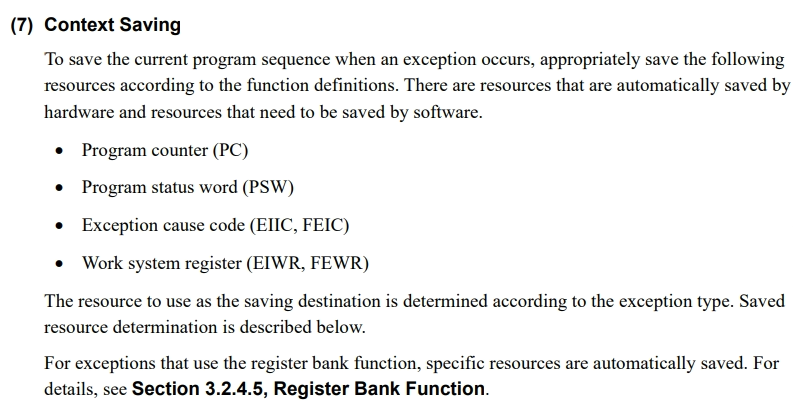 (7) Context Saving
To save the current program sequence when an exception occurs, appropriately save the following
resources according to the function definitions. There are resources that are automatically saved by
hardware and resources that need to be saved by software.
• Program counter (PC)
• Program status word (PSW)
• Exception cause code (EIIC, FEIC)
• Work system register (EIWR, FEWR)
The resource to use as the saving destination is determined according to the exception type. Saved
resource determination is described below.
For exceptions that use the register bank function, specific resources are automatically saved. For
details, see Section 3.2.4.5, Register Bank Function.